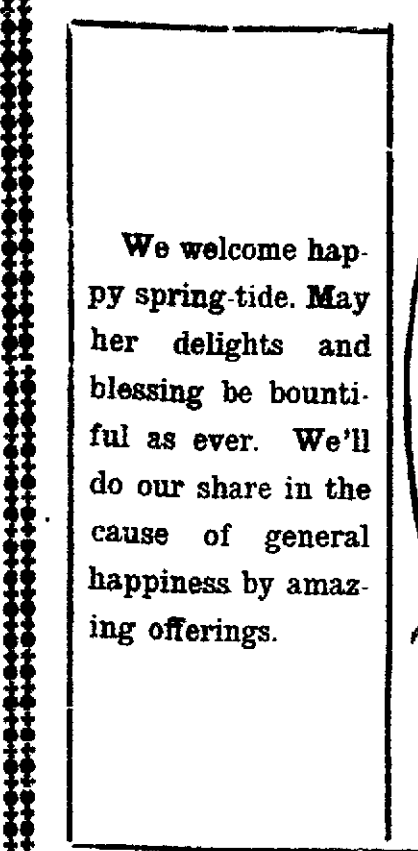 We welcome hap-
py spring-tide. May
her delights and
blessing be bounti-
ful as ever. We'll
do our share in the
cause of general
happiness by amaz-
ing offerings.